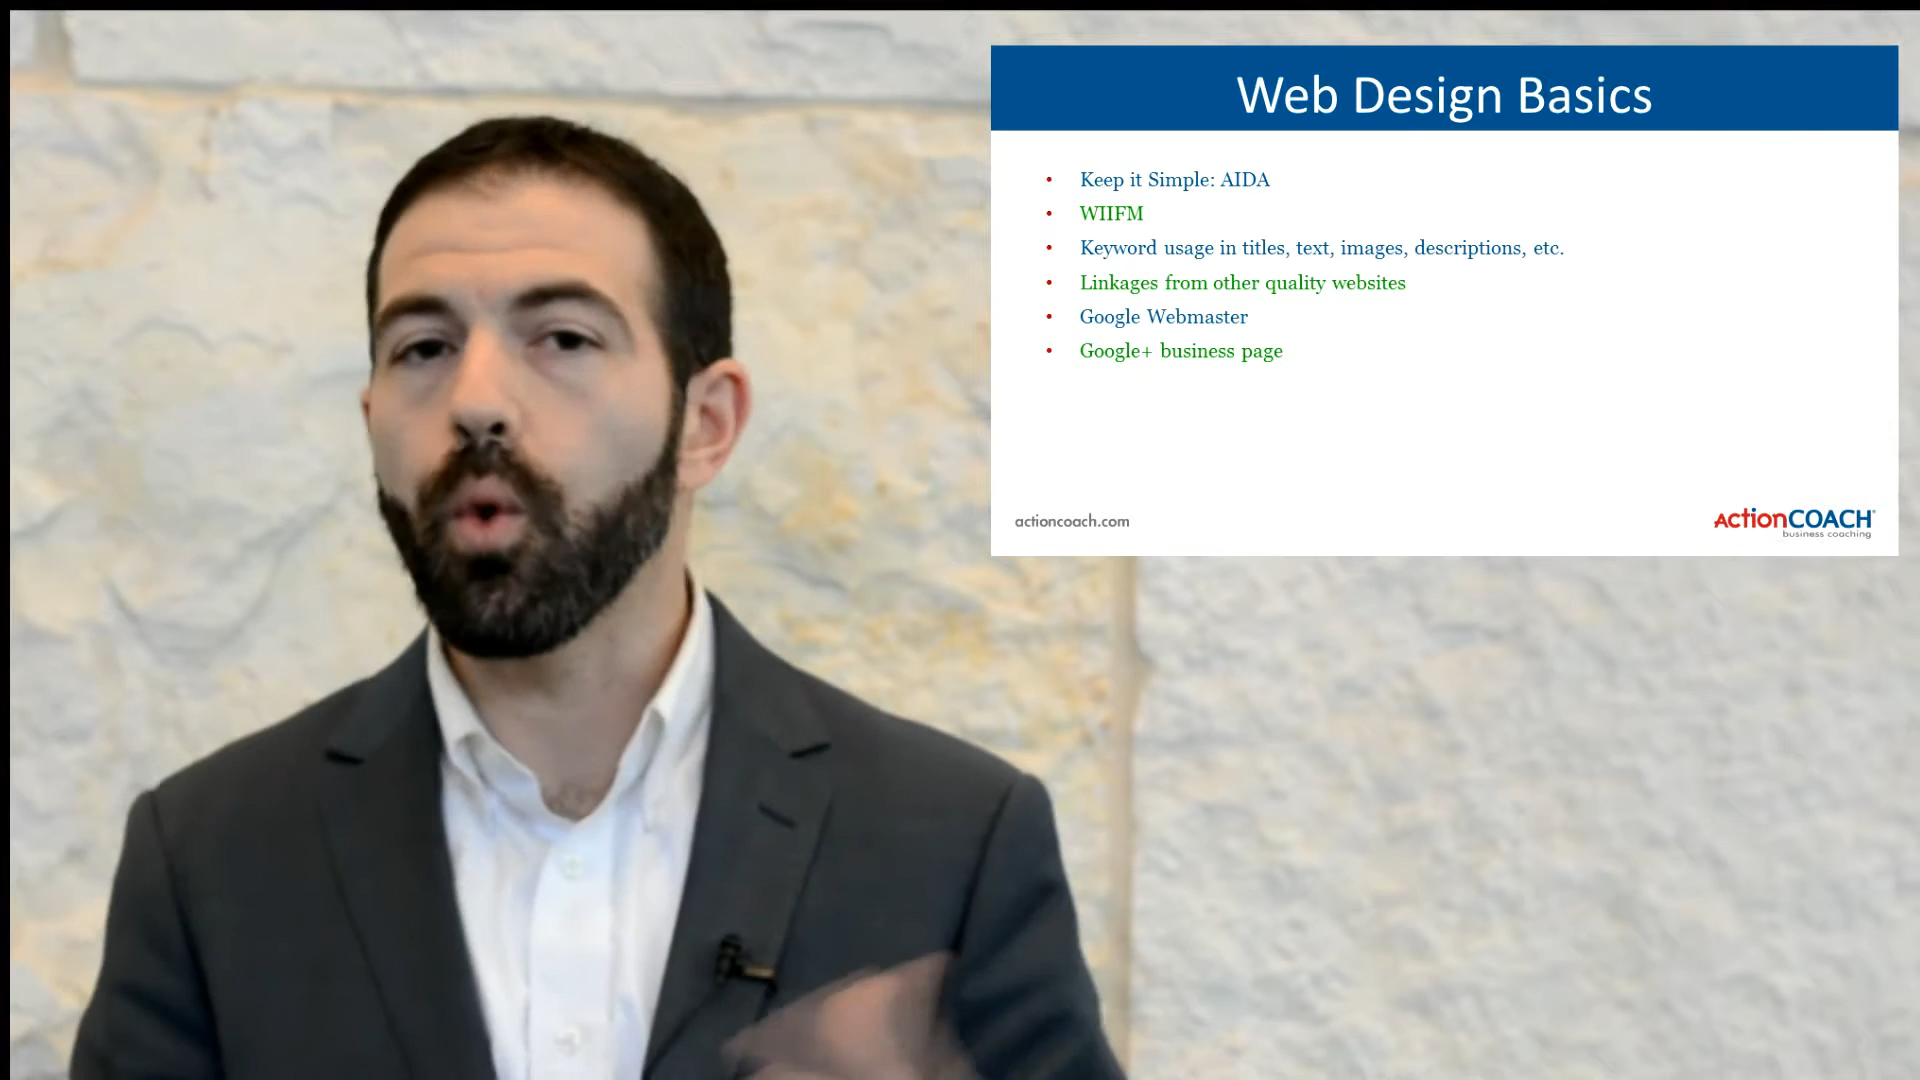 Web Design Basics
• Keep it Simple: AIDA
• WIIFM
• Keyword usage in titles, text, images, descriptions, etc.
• Linkages from other quality websites
• Google Webmaster
• Google+ business page
actioncoach.com
ActionCOACH
business coaching